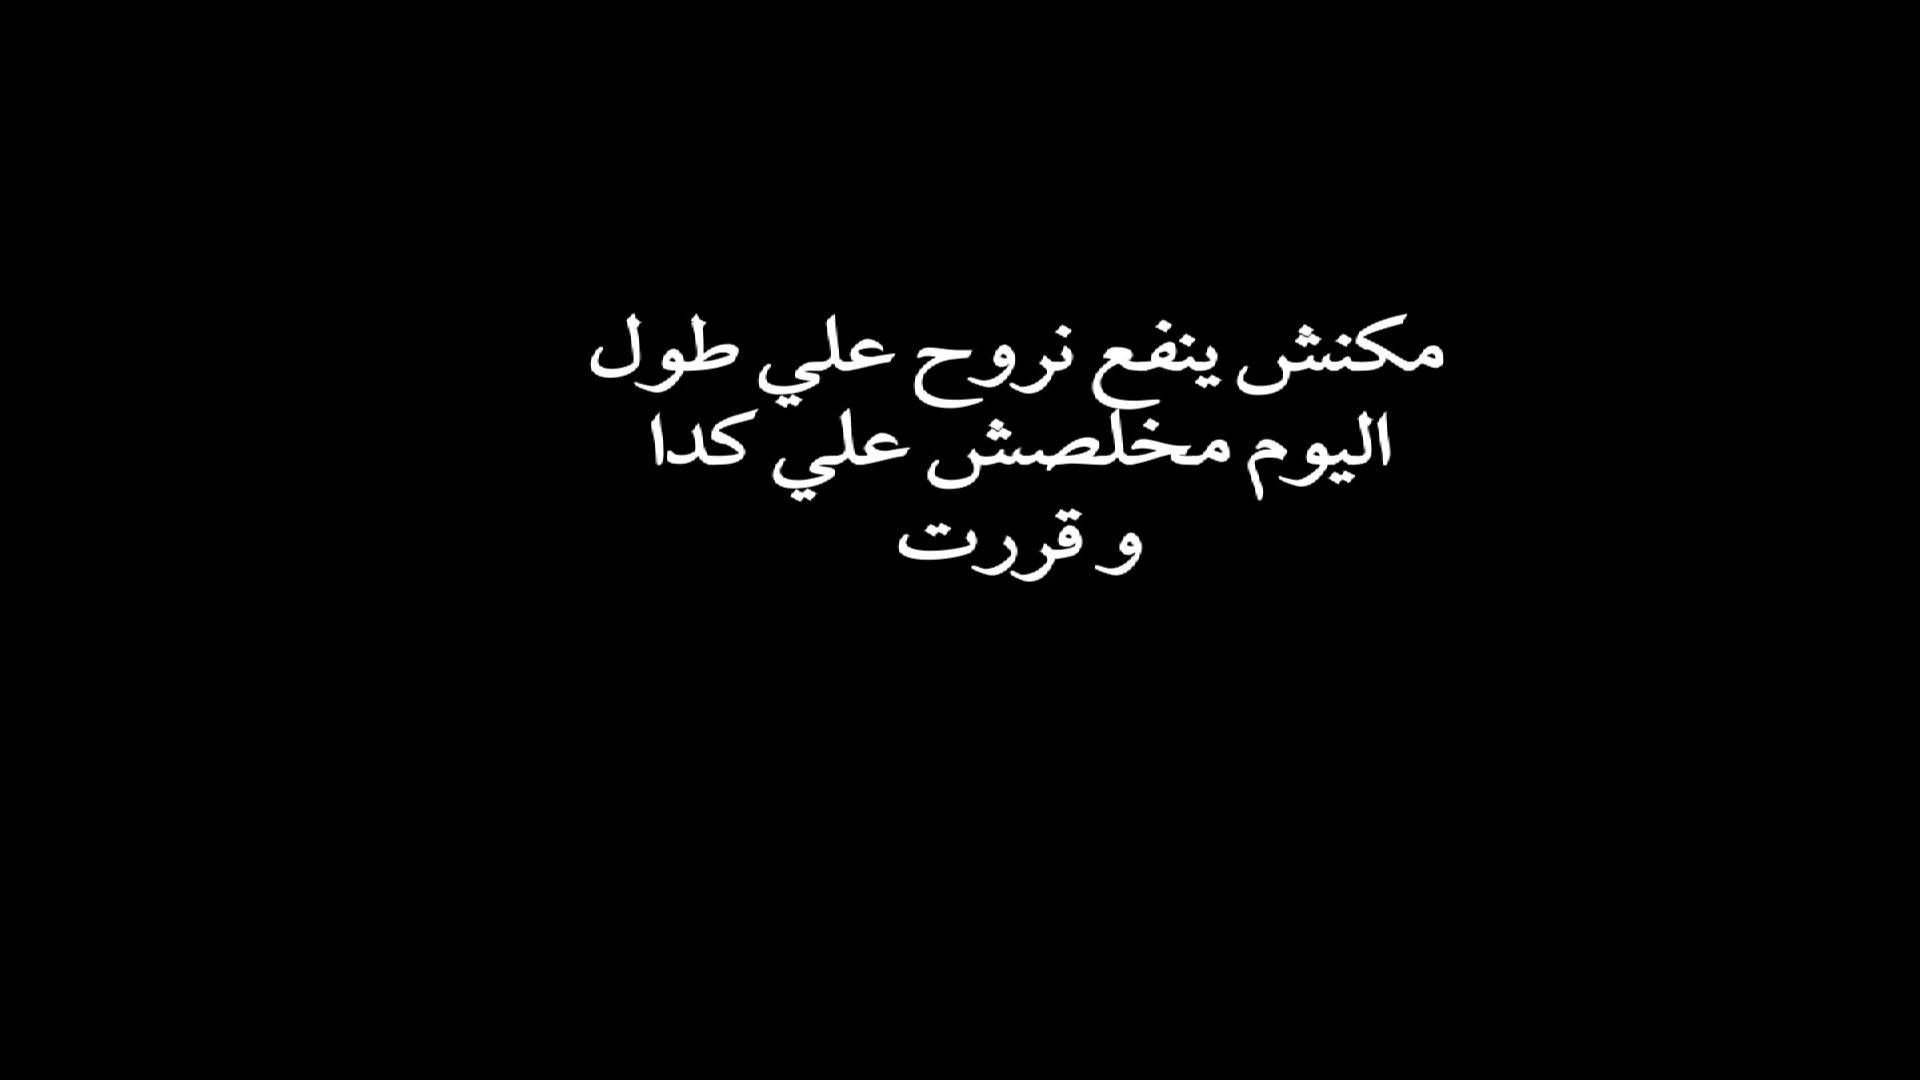 مكنش ينفع نروح علي طول
اليوم مخلصش علي كدا
و قررت